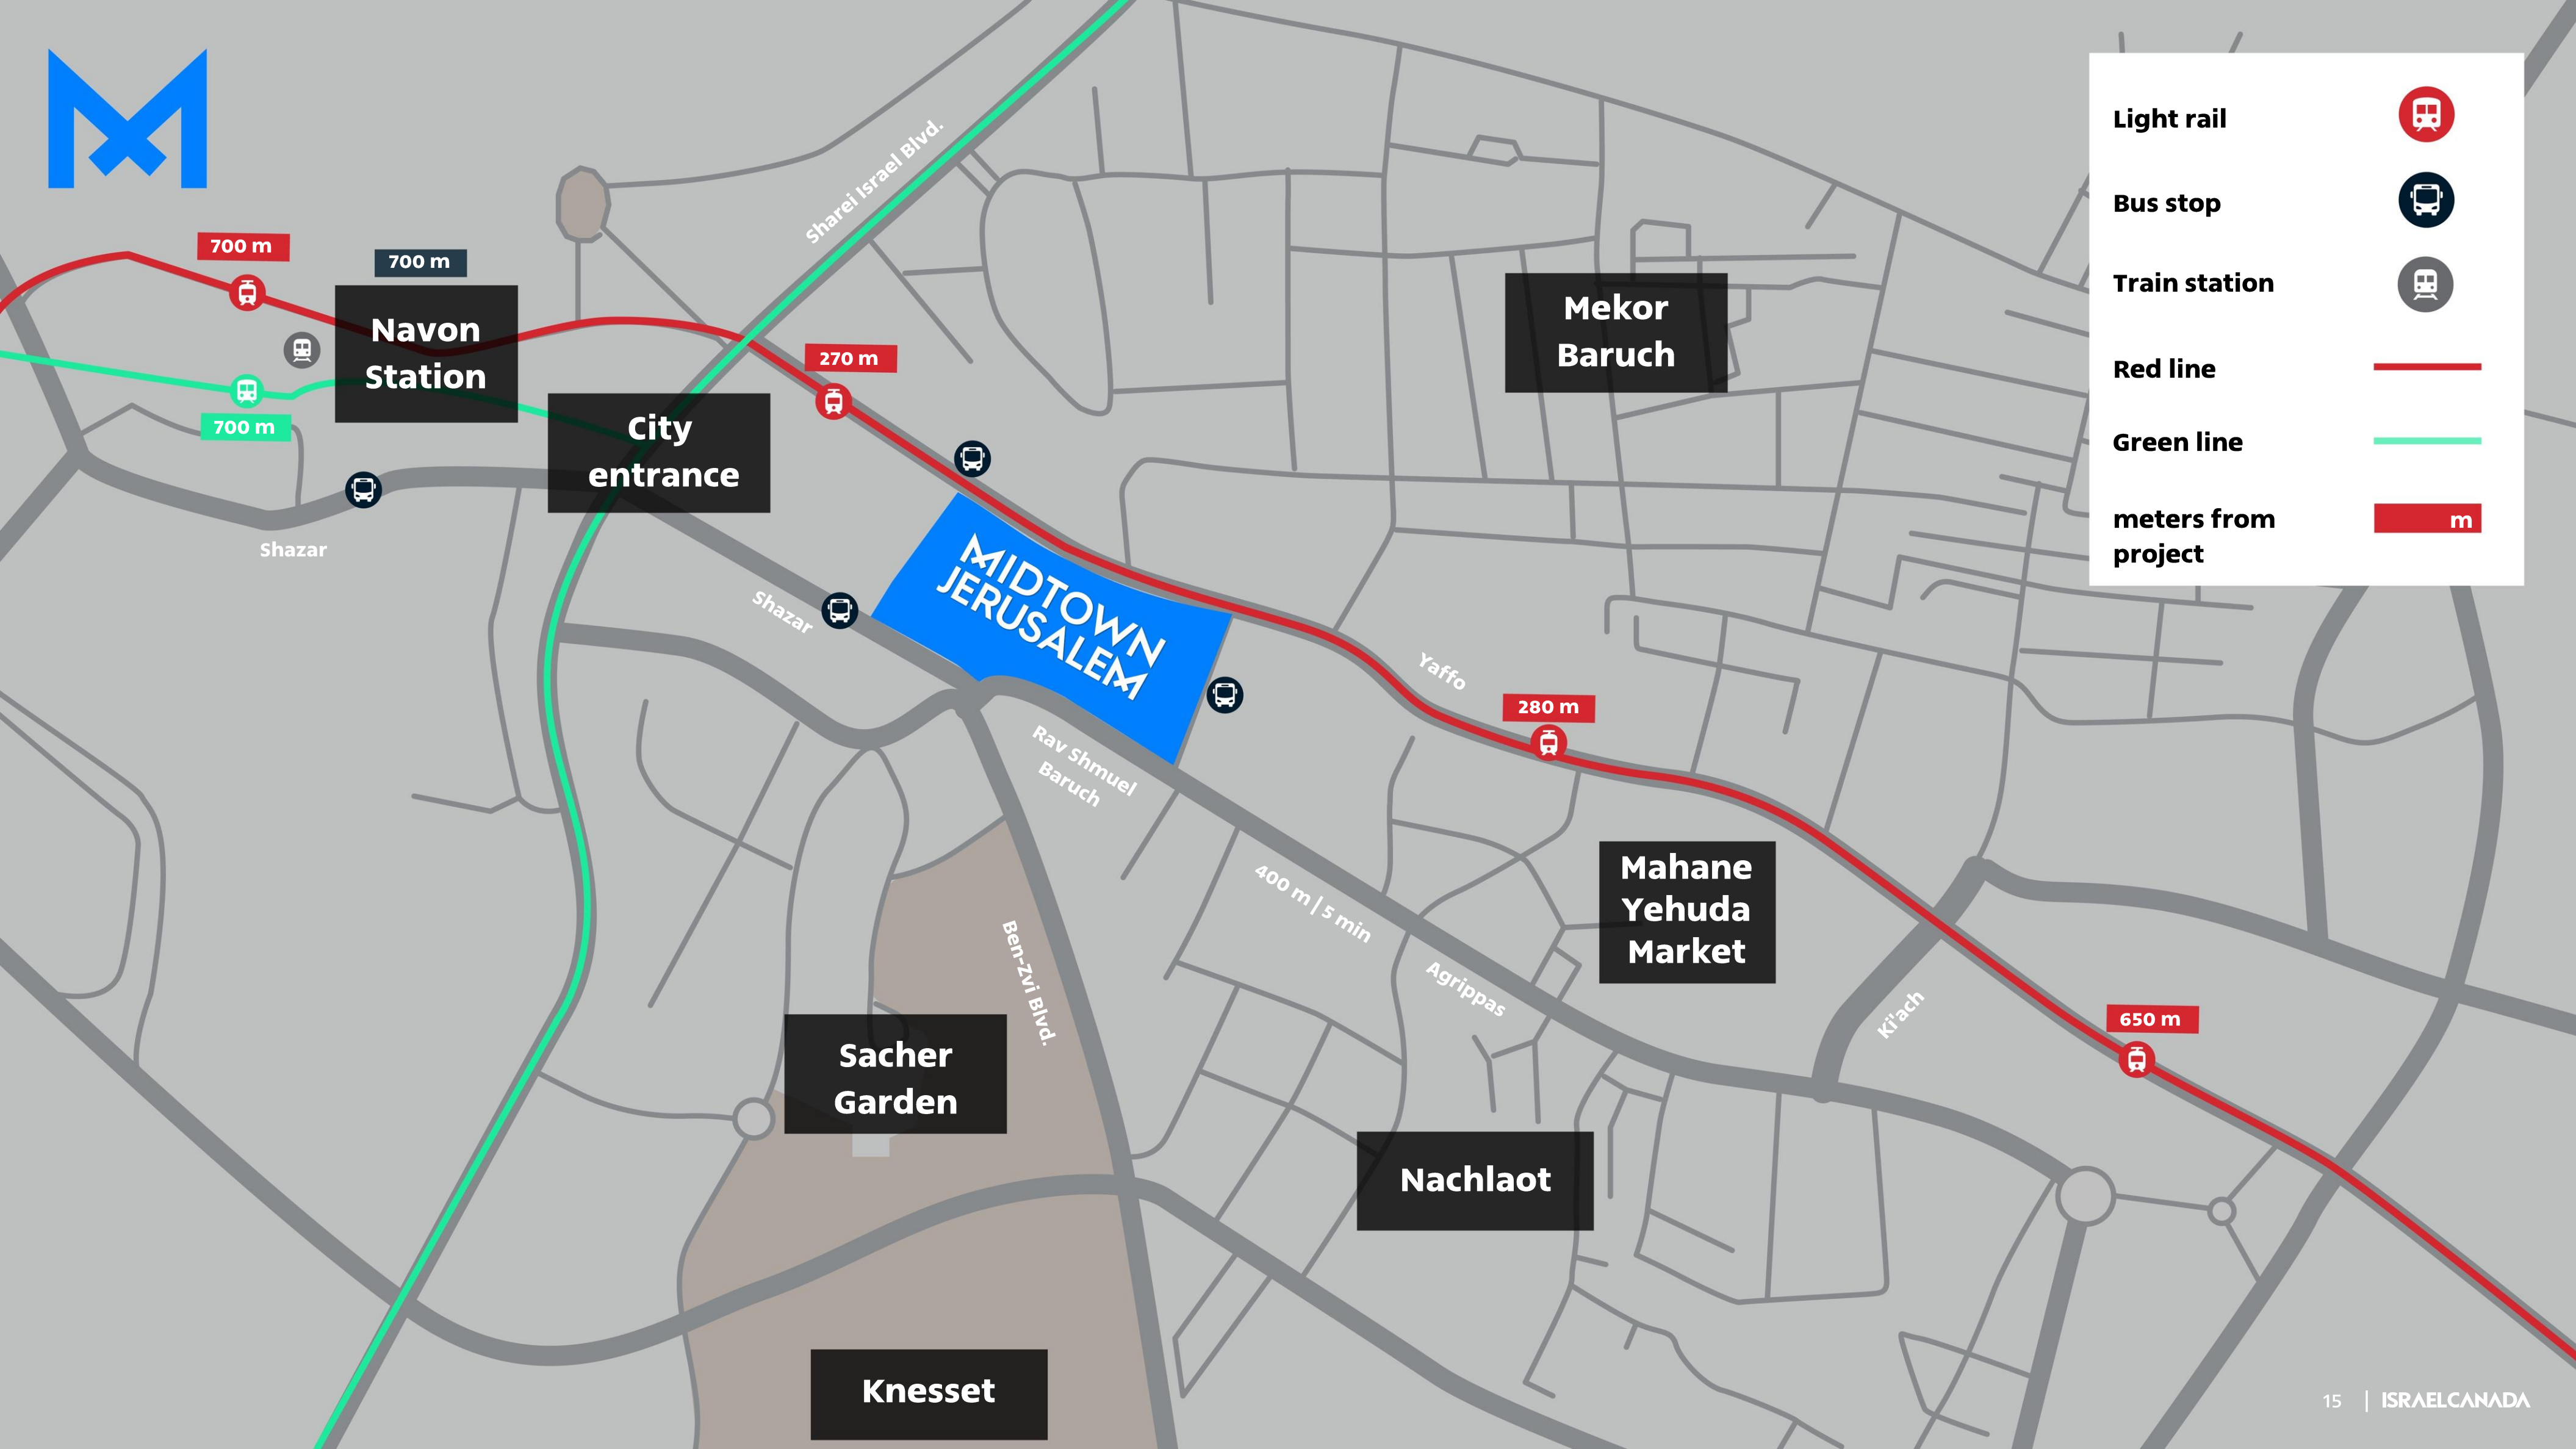 Sharei Israel Blvd.
700 m
700 m
Navon
Station
700 m
270 m
City
entrance
Mekor
Baruch
Light rail
Bus stop
Train station
Red line
Green line
meters from
project
m
Shazar
Shazar
MIDTOWN
JERUSALEM
Yaffo
280 m
Rav Shmuel
Baruch
400 m | 5 min
Agrippas
Mahane
Yehuda
Market
Ki'ach
650 m
Ben-Zvi Blvd.
Sacher
Garden
Nachlaot
Knesset
15 | ISRAELCANADA